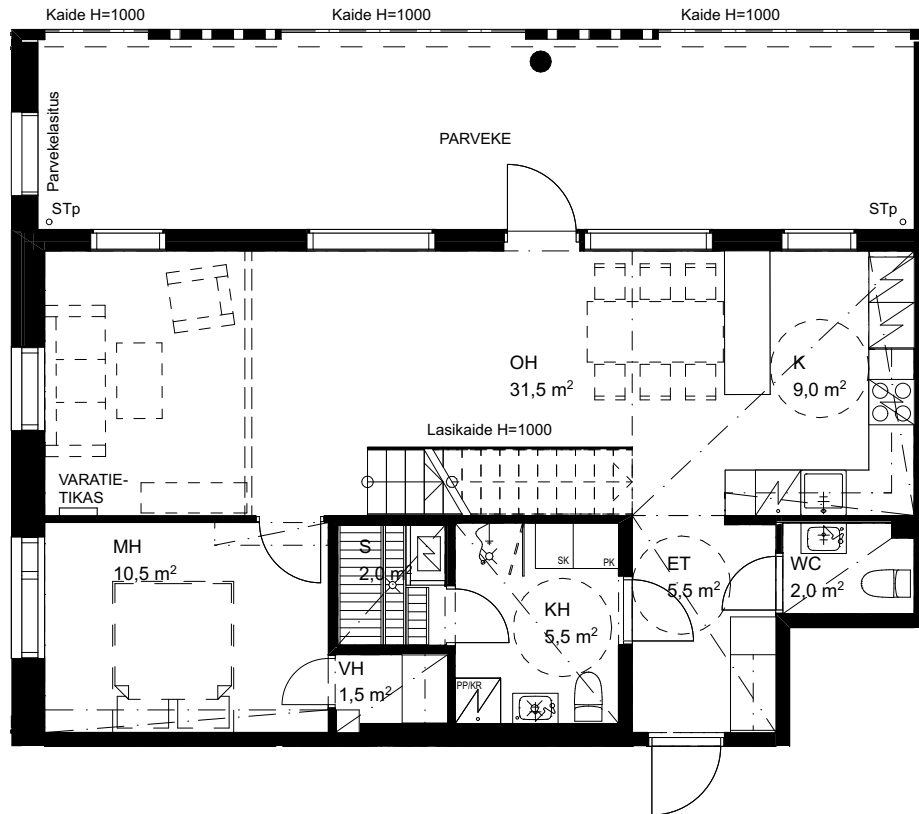 Kaide H=1000
Kaide H=1000
Kaide H=1000
Parvekelasitus
PARVEKE
STp
STp
OH
31,5 m²
K
9,0 m²
Lasikaide H=1000
VARATIE-
TIKAS
MH
10,5 m²
S
2,0 m²
SK
PK
KH
5,5 m²
ET
5,5 m²
WC
2,0 m²
VH
1,5 m²
PP/KR